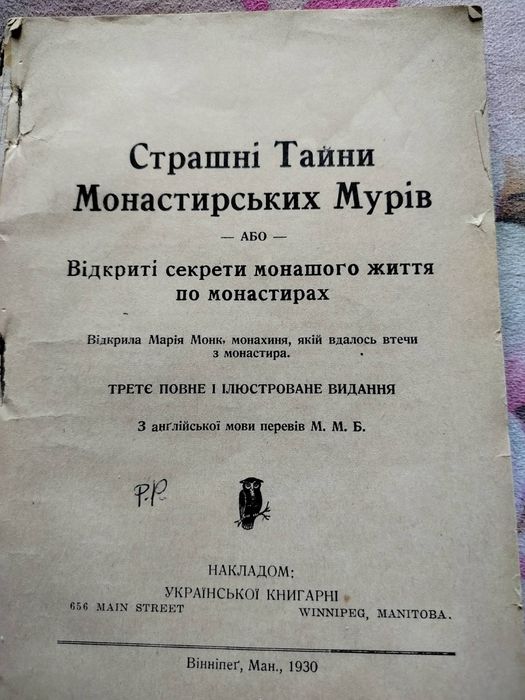 Страшні Тайни
Монастирських Мурів
— АБО —
Відкриті секрети монашого життя
по монастирах
Відкрила Марія Монк, монахиня, якій вдалось втечи
з монастира.
ТРЕТЄ ПОВНЕ І ІЛЮСТРОВАНЕ ВИДАННЯ
З анґлійської мови перевів М. М. Б.
P.P.
НАКЛАДОМ:
УКРАЇНСЬКОЇ КНИГАРНІ
656 MAIN STREET WINNIPEG, MANITOBA.
Вінніпеґ, Ман., 1930